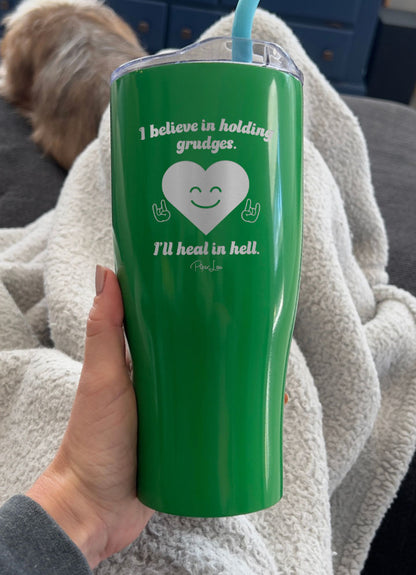 I believe in holding
grudges.
I'll heal in hell.
Piper Lou